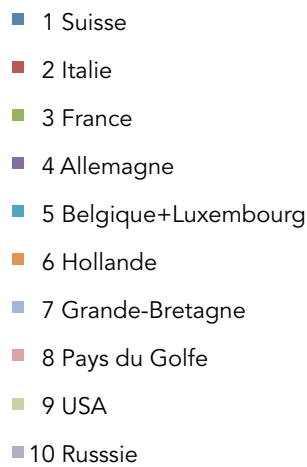 1 Suisse
2 Italie
3 France
4 Allemagne
5 Belgique+Luxembourg
6 Hollande
7 Grande-Bretagne
8 Pays du Golfe
9 USA
10 Russsie